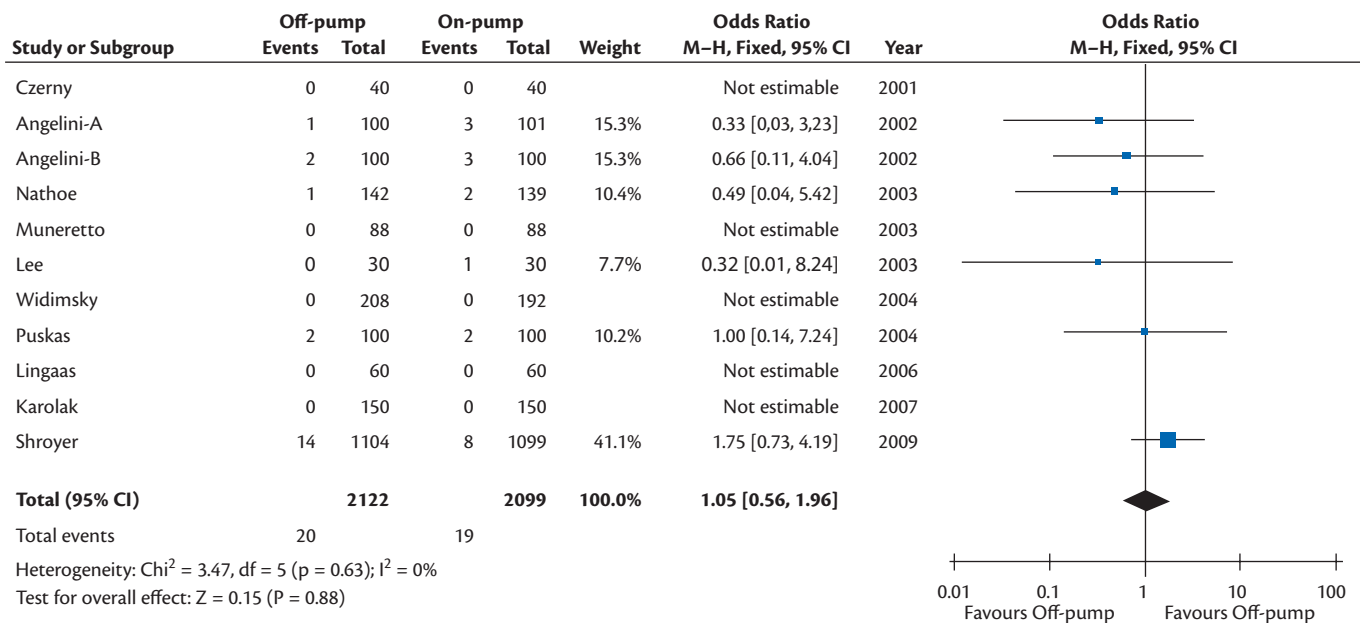 Off-pump On-pump Odds Ratio Odds Ratio
Study or Subgroup Events Total Events Total Weight M–H, Fixed, 95% CI Year M–H, Fixed, 95% CI
Czerny 0 40 0 40 Not estimable 2001
Angelini-A 1 100 3 101 15.3% 0.33 [0,03, 3,23] 2002
Angelini-B 2 100 3 100 15.3% 0.66 [0.11, 4.04] 2002
Nathoe 1 142 2 139 10.4% 0.49 [0.04, 5.42] 2003
Muneretto 0 88 0 88 Not estimable 2003
Lee 0 30 1 30 7.7% 0.32 [0.01, 8.24] 2003
Widimsky 0 208 0 192 Not estimable 2004
Puskas 2 100 2 100 10.2% 1.00 [0.14, 7.24] 2004
Lingaas 0 60 0 60 Not estimable 2006
Karolak 0 150 0 150 Not estimable 2007
Shroyer 14 1104 8 1099 41.1% 1.75 [0.73, 4.19] 2009
Total (95% CI) 2122 2099 100.0% 1.05 [0.56, 1.96]
Total events 20 19
Heterogeneity: Chi² = 3.47, df = 5 (p = 0.63); I² = 0%
Test for overall effect: Z = 0.15 (P = 0.88)
0.01 0.1 1 10 100
Favours Off-pump Favours Off-pump